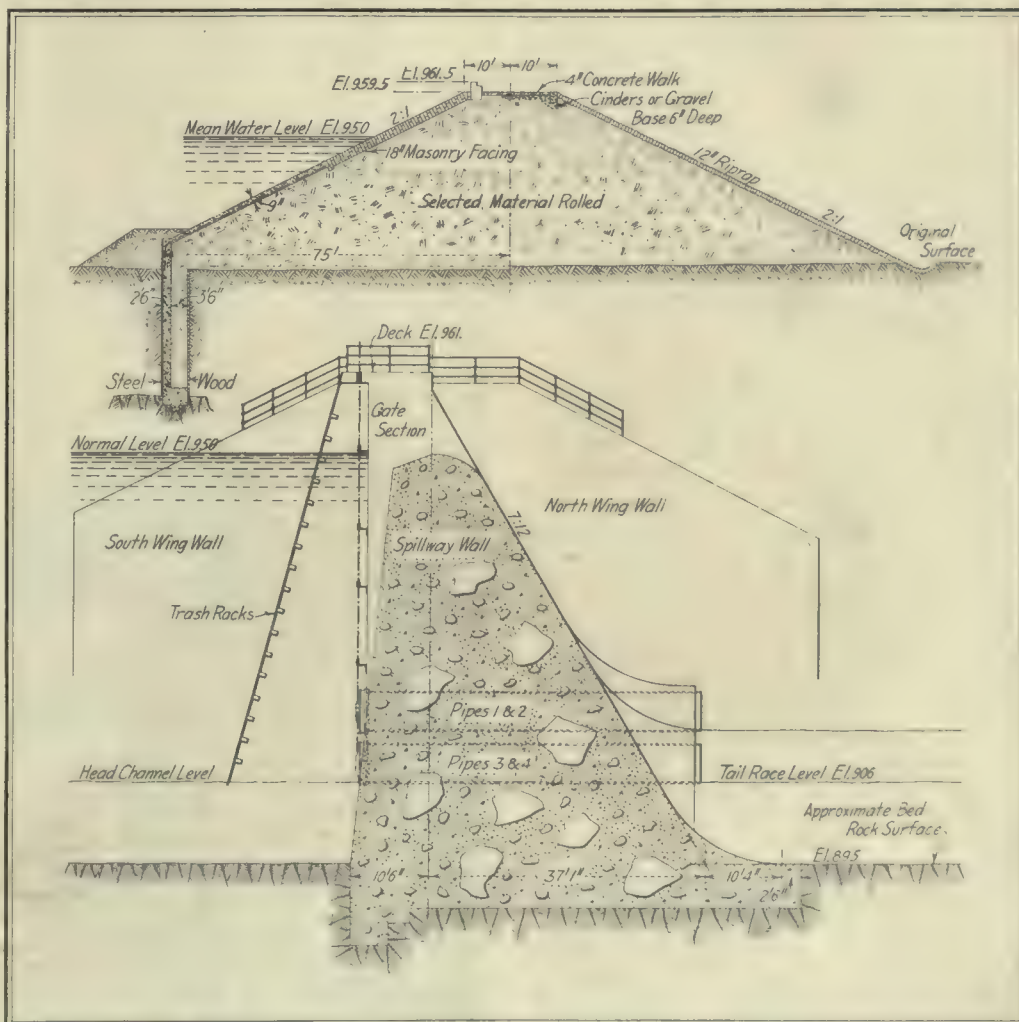 10' 10'
El. 961.5
El. 959.5
4" Concrete Walk
Cinders or Gravel
Base 6" Deep
2:1
Mean Water Level El. 950
18" Masonry Facing
12" Riprap
9"
Selected Material Rolled
2:1
Original
Surface
75'
2'6" 3'6"
Deck El. 961.
Steel Wood
Gate
Section
Normal Level El. 950
North Wing Wall
7:12
South Wing Wall
Spillway Wall
Trash Racks
Pipes 1 & 2
Pipes 3 & 4
Head Channel Level
Tail Race Level El. 906
Approximate Bed
Rock Surface.
El. 895
10'6" 37'1" 10'4"
2'6"